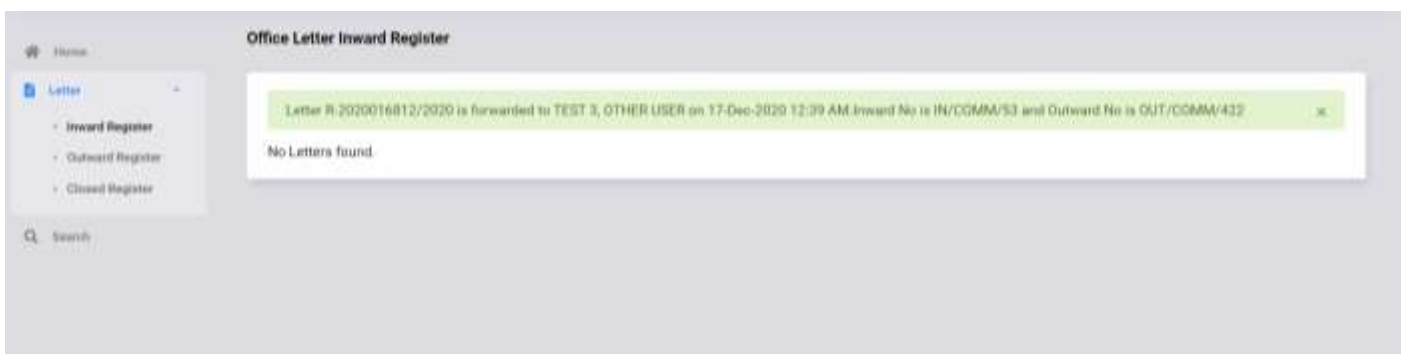 Office Letter Inward Register
Home
Letter
Inward Register
Outward Register
Closed Register
Search
Letter R-2020016812/2020 is forwarded to TEST 3, OTHER USER on 17-Dec-2020 12:39 AM Inward No is IN/COMM/53 and Outward No is OUT/COMM/422
No Letters found.